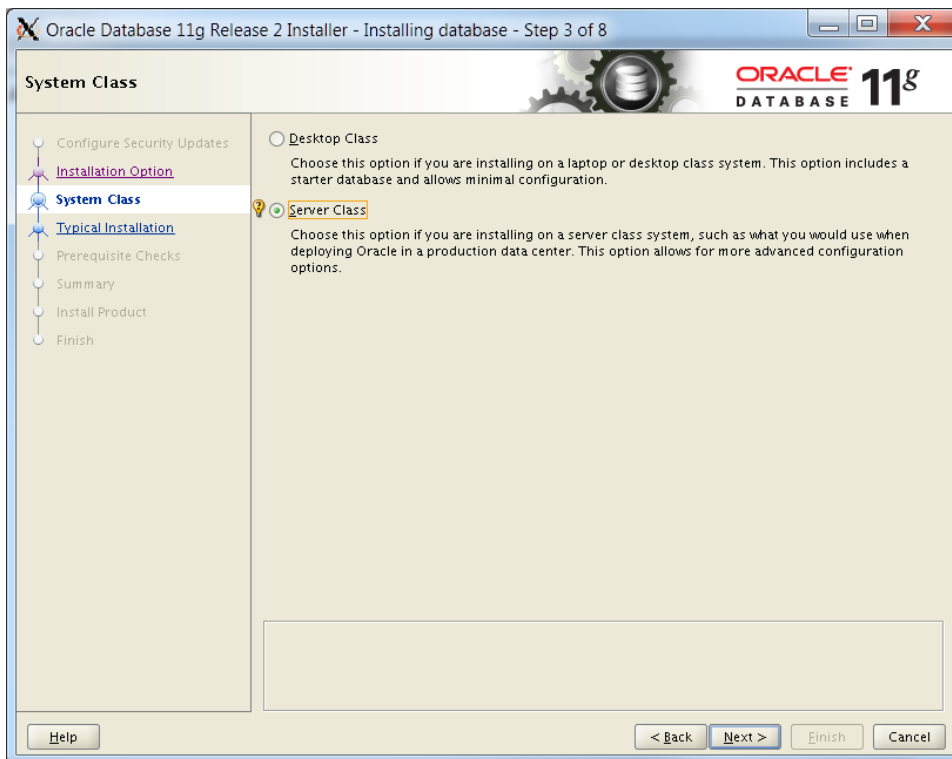 Oracle Database 11g Release 2 Installer - Installing database - Step 3 of 8
System Class
ORACLE
DATABASE
11g
Configure Security Updates
Installation Option
System Class
Typical Installation
Prerequisite Checks
Summary
Install Product
Finish
Desktop Class
Choose this option if you are installing on a laptop or desktop class system. This option includes a
starter database and allows minimal configuration.
Server Class
Choose this option if you are installing on a server class system, such as what you would use when
deploying Oracle in a production data center. This option allows for more advanced configuration
options.
Help
< Back
Next >
Finish
Cancel